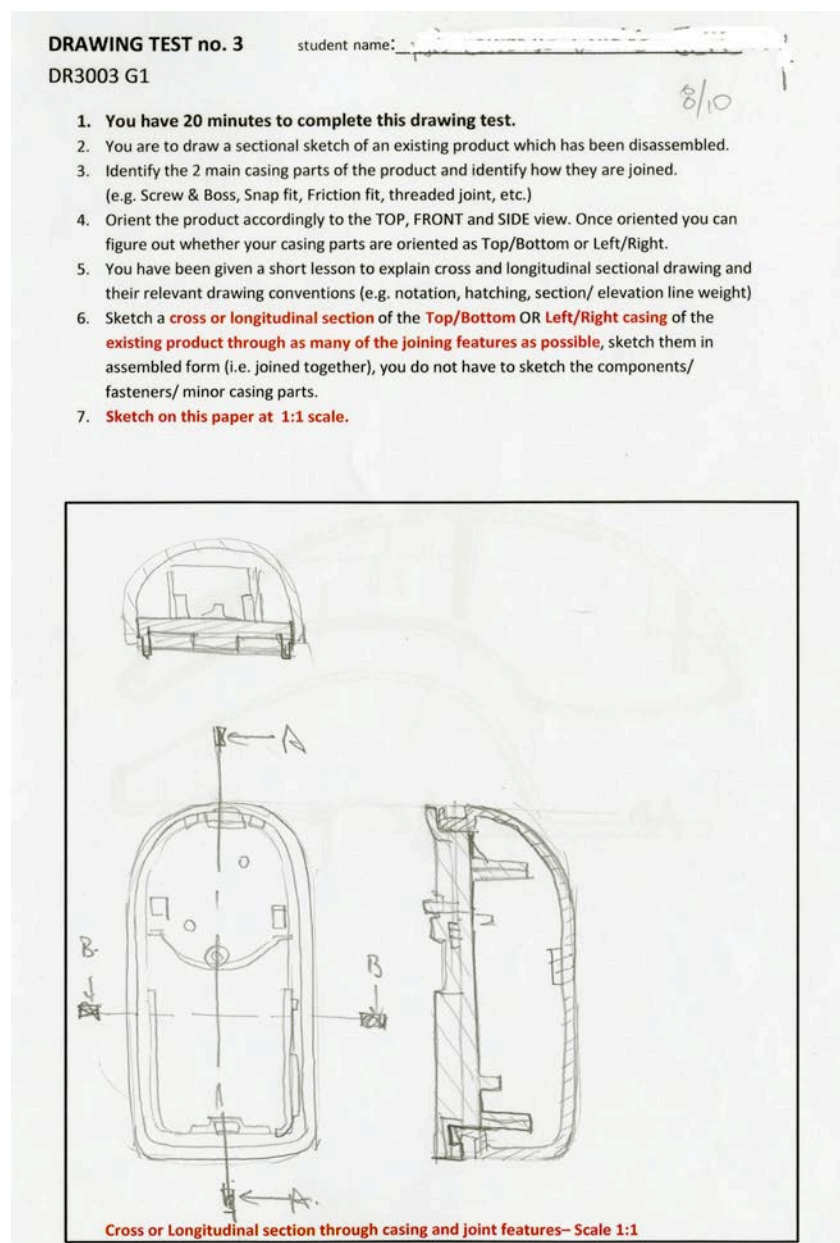 DRAWING TEST no. 3 student name:
DR3003 G1
8/10
1. You have 20 minutes to complete this drawing test.
2. You are to draw a sectional sketch of an existing product which has been disassembled.
3. Identify the 2 main casing parts of the product and identify how they are joined.
(e.g. Screw & Boss, Snap fit, Friction fit, threaded joint, etc.)
4. Orient the product accordingly to the TOP, FRONT and SIDE view. Once oriented you can
figure out whether your casing parts are oriented as Top/Bottom or Left/Right.
5. You have been given a short lesson to explain cross and longitudinal sectional drawing and
their relevant drawing conventions (e.g. notation, hatching, section/ elevation line weight)
6. Sketch a cross or longitudinal section of the Top/Bottom OR Left/Right casing of the
existing product through as many of the joining features as possible, sketch them in
assembled form (i.e. joined together), you do not have to sketch the components/
fasteners/ minor casing parts.
7. Sketch on this paper at 1:1 scale.
A
B.
B
A.
Cross or Longitudinal section through casing and joint features– Scale 1:1